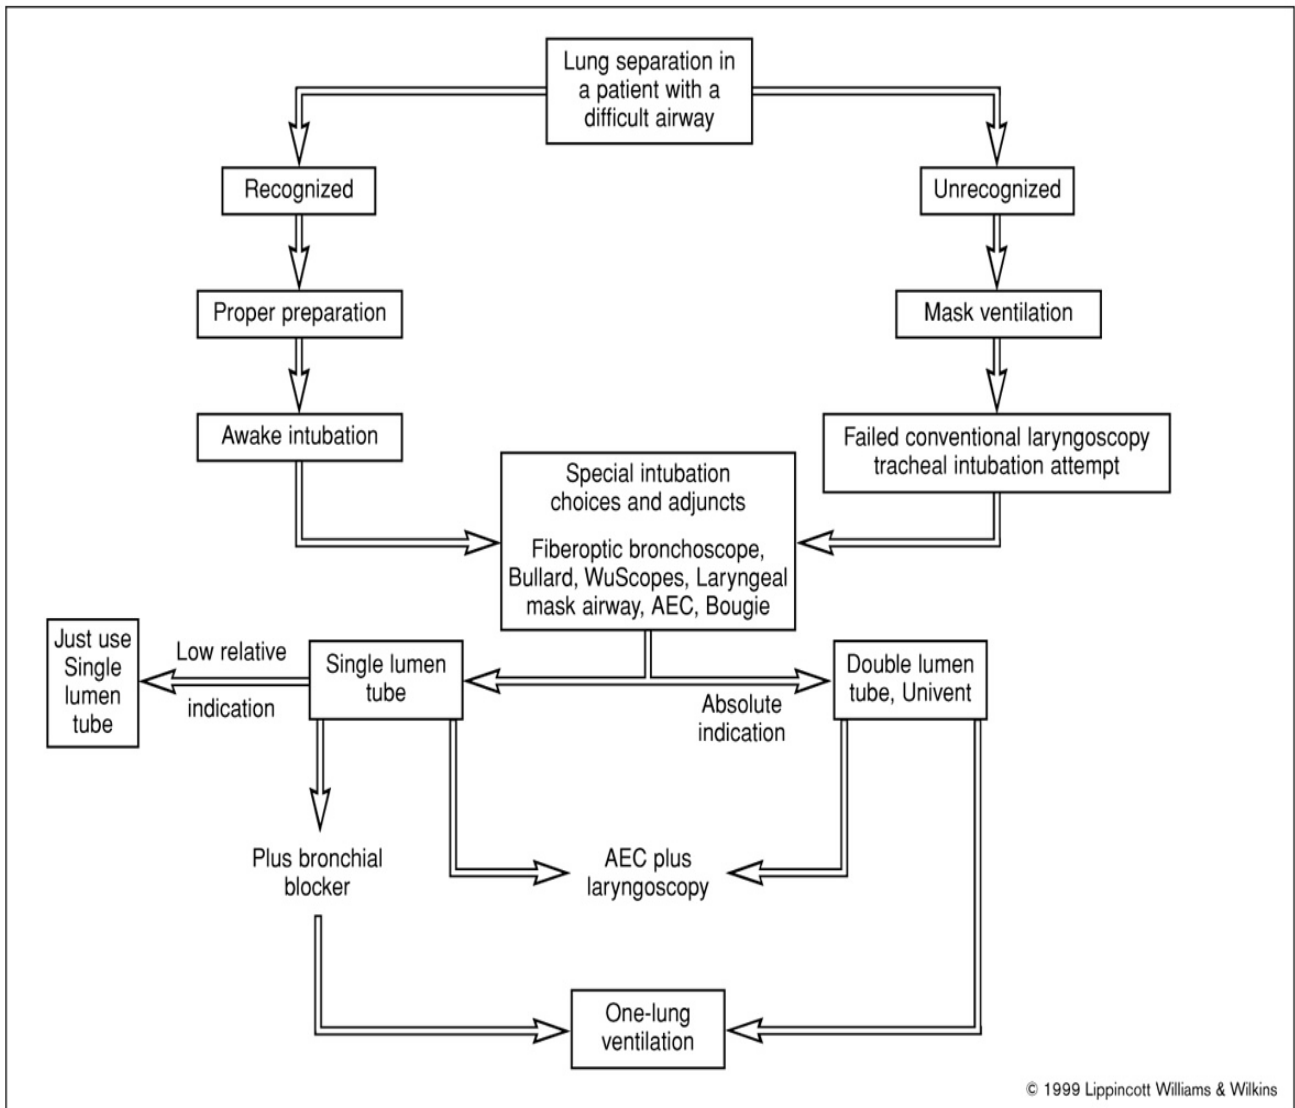 Lung separation in
a patient with a
difficult airway
Recognized
Unrecognized
Proper preparation
Mask ventilation
Awake intubation
Failed conventional laryngoscopy
tracheal intubation attempt
Special intubation
choices and adjuncts
Fiberoptic bronchoscope,
Bullard, WuScopes, Laryngeal
mask airway, AEC, Bougie
Just use
Single
lumen
tube
Low relative
indication
Single lumen
tube
Absolute
indication
Double lumen
tube, Univent
Plus bronchial
blocker
AEC plus
laryngoscopy
One-lung
ventilation
© 1999 Lippincott Williams & Wilkins